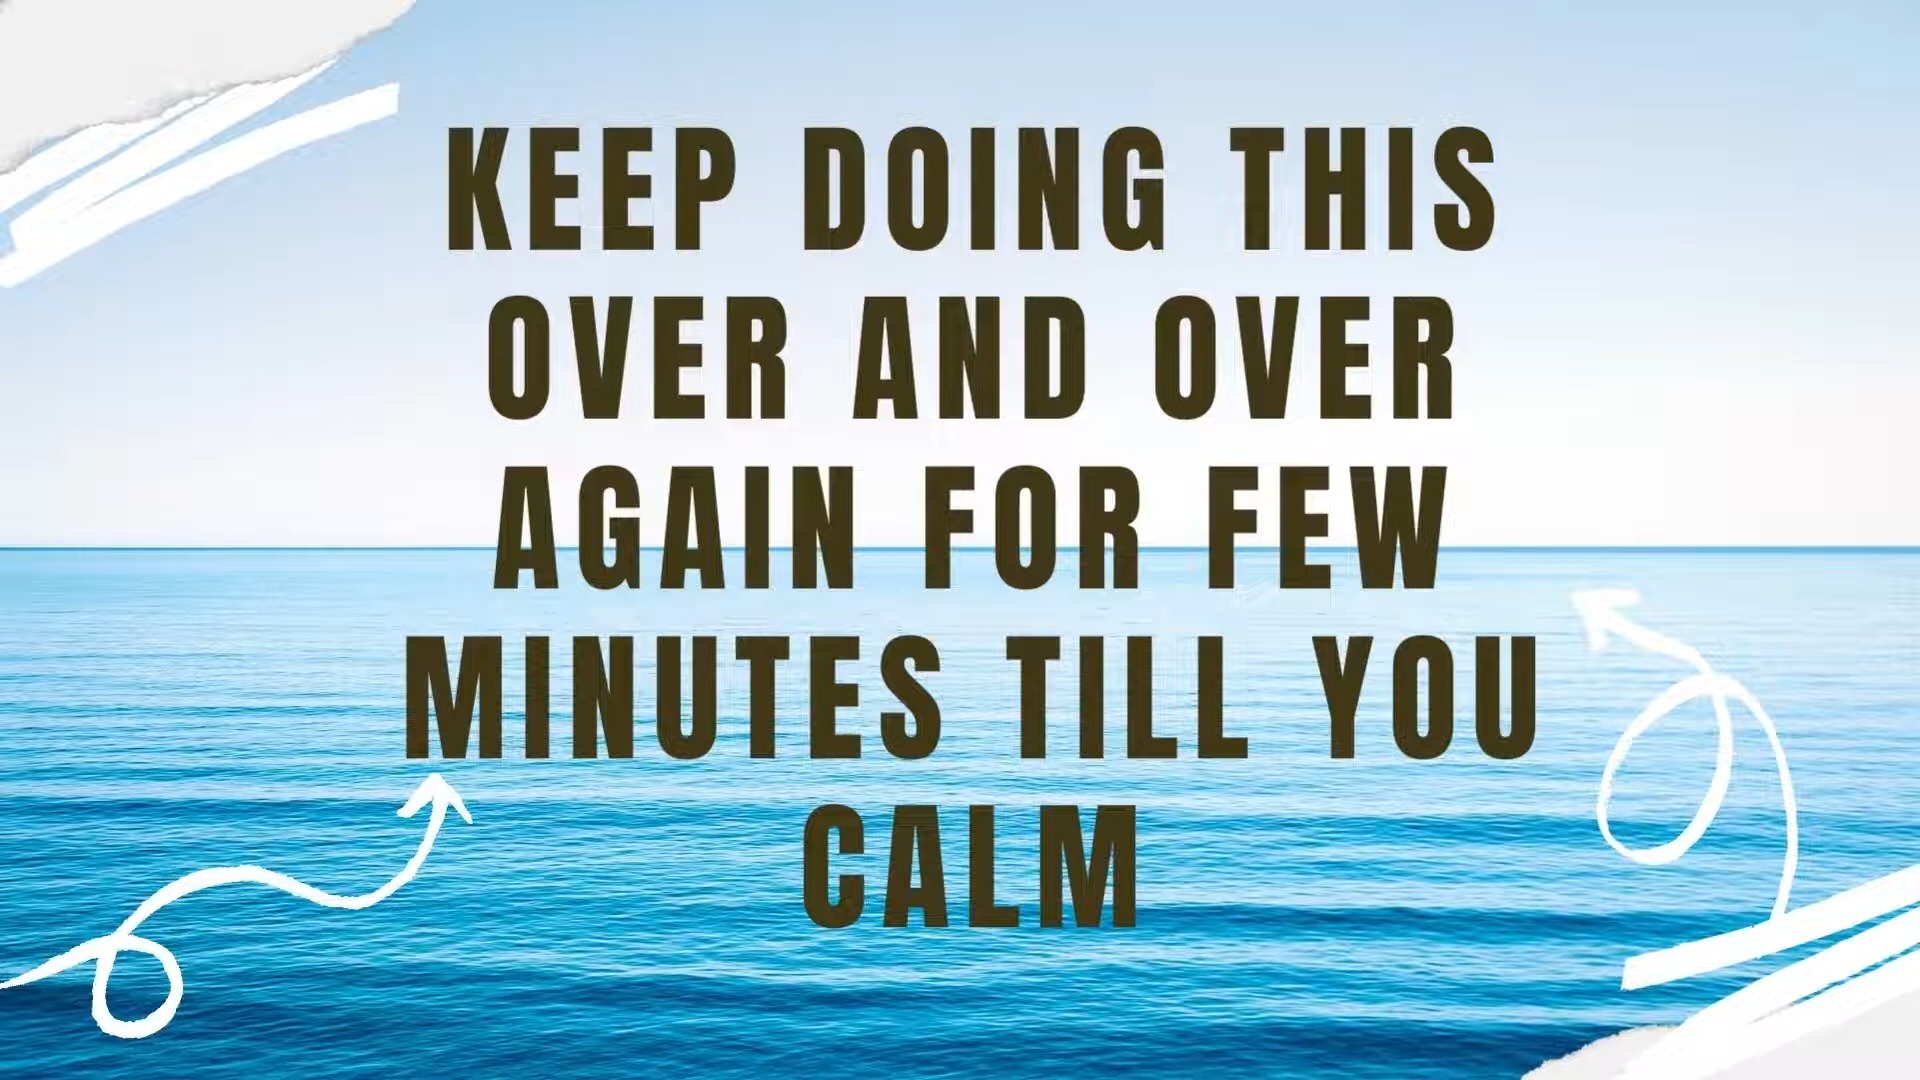 KEEP DOING THIS
OVER AND OVER
AGAIN FOR FEW
MINUTES TILL YOU
CALM